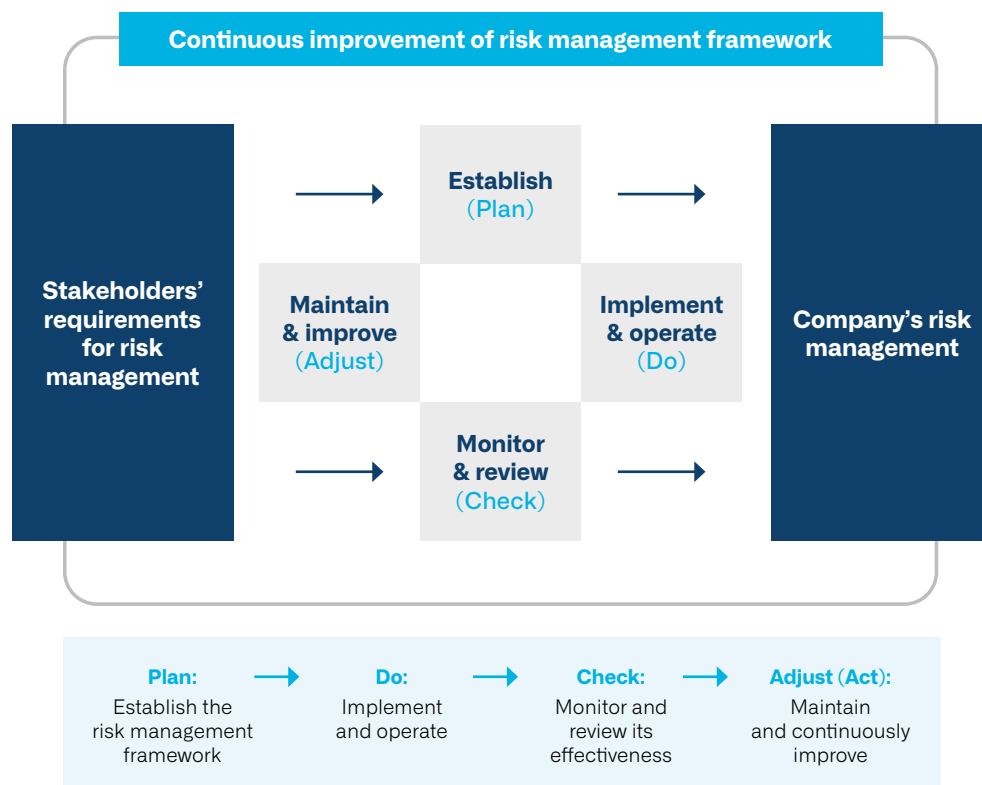 Continuous improvement of risk management framework
Stakeholders’
requirements
for risk
management
Establish
(Plan)
Maintain
& improve
(Adjust)
Implement
& operate
(Do)
Monitor
& review
(Check)
Company’s risk
management
Plan:
Establish the
risk management
framework
Do:
Implement
and operate
Check:
Monitor and
review its
effectiveness
Adjust (Act):
Maintain
and continuously
improve